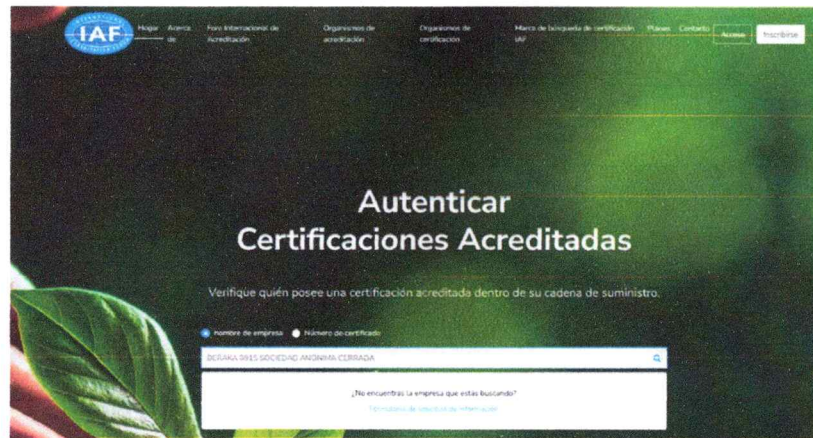 IAF
Hogar
Acerca de
Foro Internacional de Acreditación
Organismos de acreditación
Organismos de certificación
Marca de búsqueda de certificación IAF
Planes
Contacto
Acceso
Inscribirse
Autenticar
Certificaciones Acreditadas
Verifique quién posee una certificación acreditada dentro de su cadena de suministro.
nombre de empresa
Número de certificado
BERAKA 9815 SOCIEDAD ANONIMA CERRADA
¿No encuentras la empresa que estás buscando?
Formulario de solicitud de información